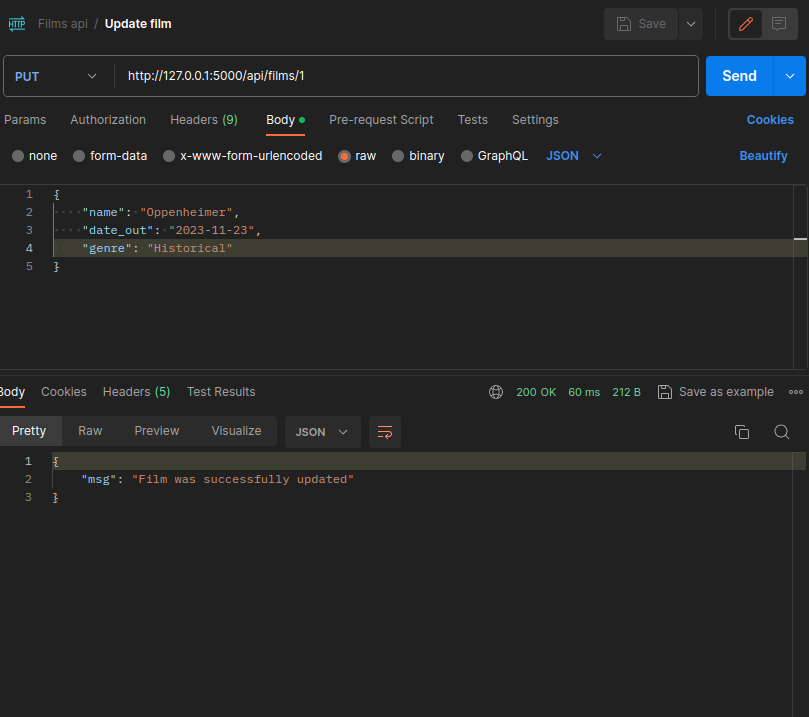 HTTP Films api / Update film Save
PUT http://127.0.0.1:5000/api/films/1 Send
Params Authorization Headers (9) Body Pre-request Script Tests Settings Cookies
none form-data x-www-form-urlencoded raw binary GraphQL JSON Beautify
1 {
2 ····"name": "Oppenheimer",
3 ····"date_out": "2023-11-23",
4 ····"genre": "Historical"
5 }
Body Cookies Headers (5) Test Results 200 OK 60 ms 212 B Save as example
Pretty Raw Preview Visualize JSON
1 {
2 "msg": "Film was successfully updated"
3 }